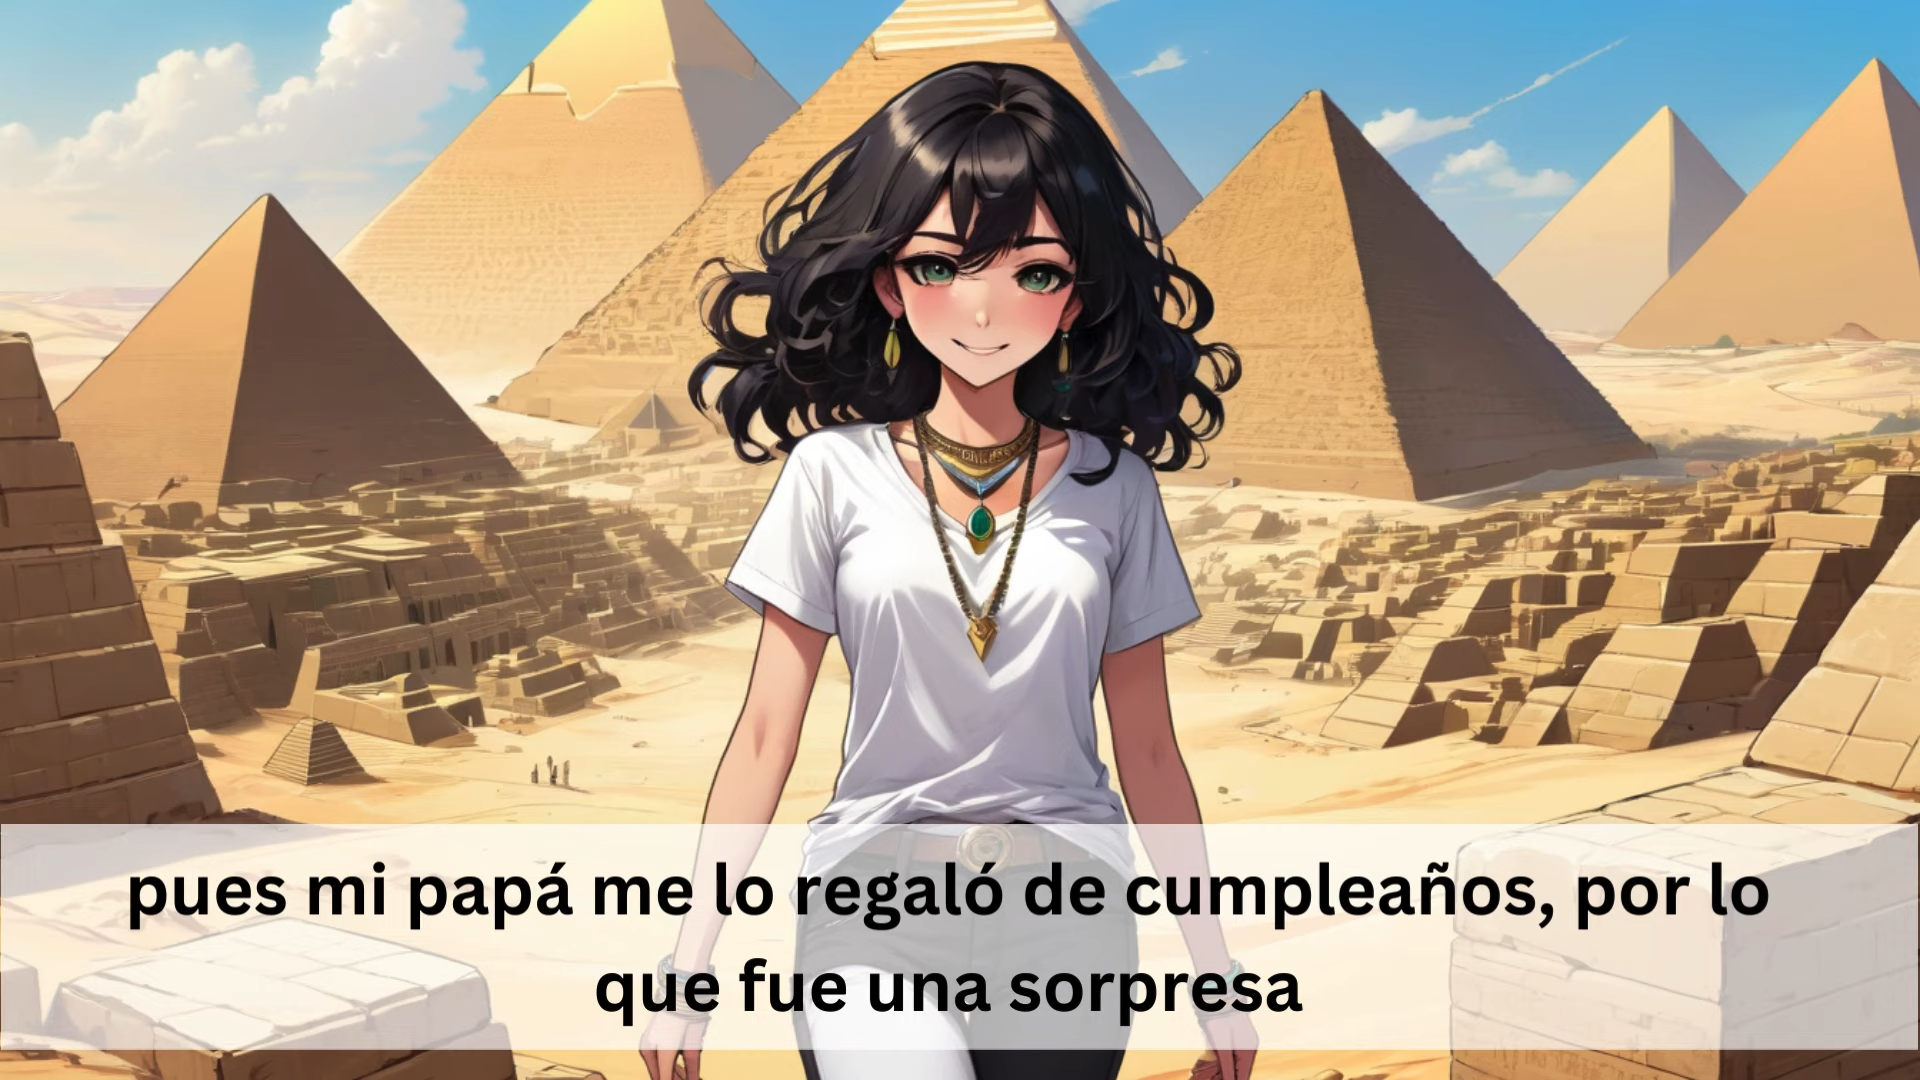 pues mi papá me lo regaló de cumpleaños, por lo
que fue una sorpresa